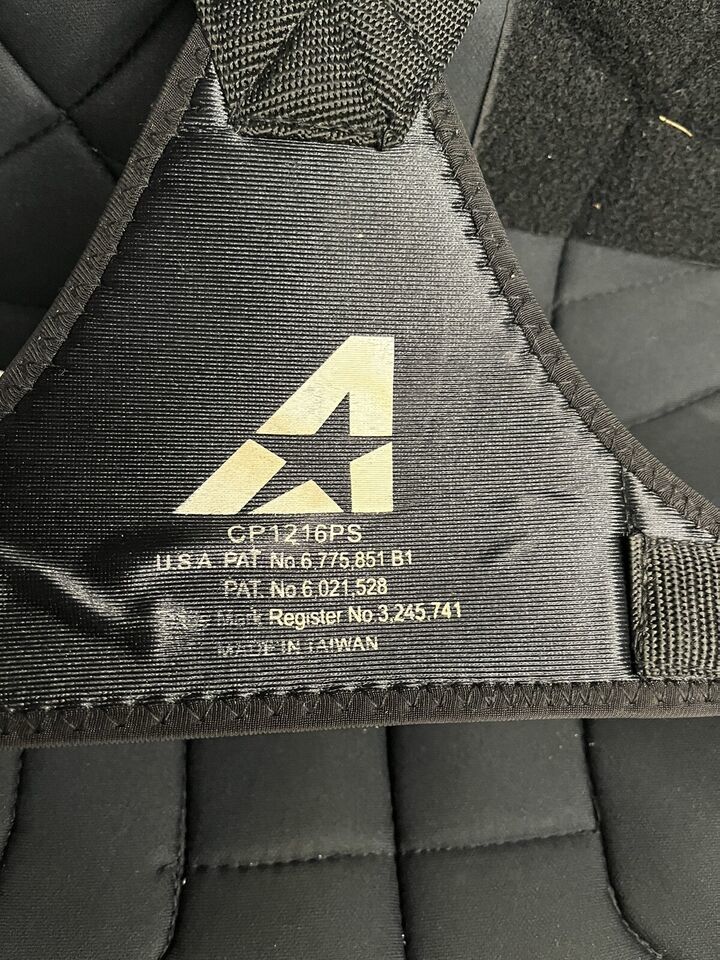 CP1216PS
U.S.A. PAT. No.6,775,851 B1
PAT. No 6,021,528
Mark Register No.3,245,741
MADE IN TAIWAN